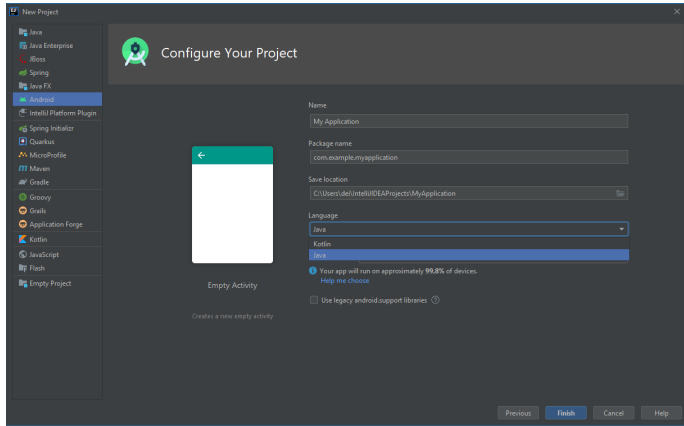 New Project
Java
Java Enterprise
JBoss
Spring
Java FX
Android
IntelliJ Platform Plugin
Spring Initializr
Quarkus
MicroProfile
Maven
Gradle
Groovy
Grails
Application Forge
Kotlin
JavaScript
Flash
Empty Project
Configure Your Project
Empty Activity
Creates a new empty activity
Name
My Application
Package name
com.example.myapplication
Save location
C:\Users\dei\IntelliJIDEAProjects\MyApplication
Language
Java
Kotlin
Java
Your app will run on approximately 99.8% of devices.
Help me choose
Use legacy android.support libraries
Previous
Finish
Cancel
Help